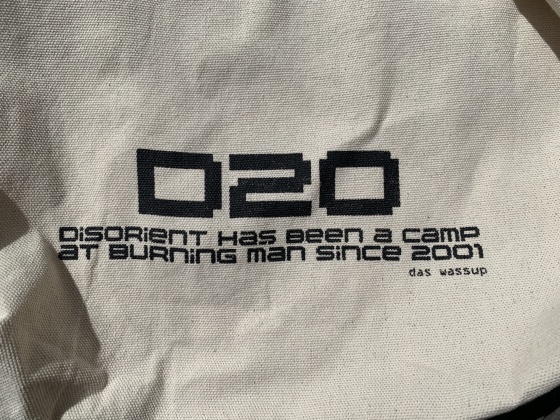 D20
DiSORiENT HaS BEEN a CaMP
aT BURNiNG MaN SiNCE 2001
das wassup